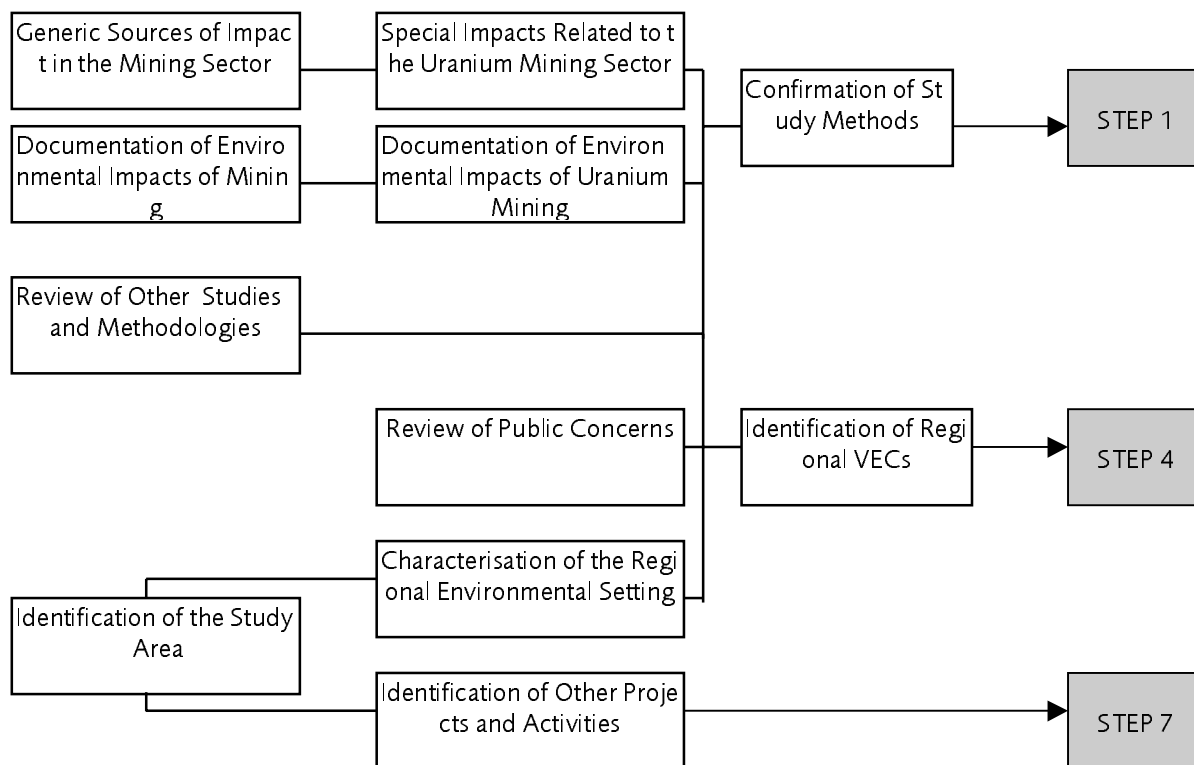 Generic Sources of Impac
t in the Mining Sector
Special Impacts Related to t
he Uranium Mining Sector
Confirmation of St
udy Methods
STEP 1
Documentation of Enviro
nmental Impacts of Minin
g
Documentation of Environ
mental Impacts of Uranium
Mining
Review of Other Studies
and Methodologies
Review of Public Concerns
Identification of Regi
onal VECs
STEP 4
Characterisation of the Regi
onal Environmental Setting
Identification of the Study
Area
Identification of Other Proje
cts and Activities
STEP 7